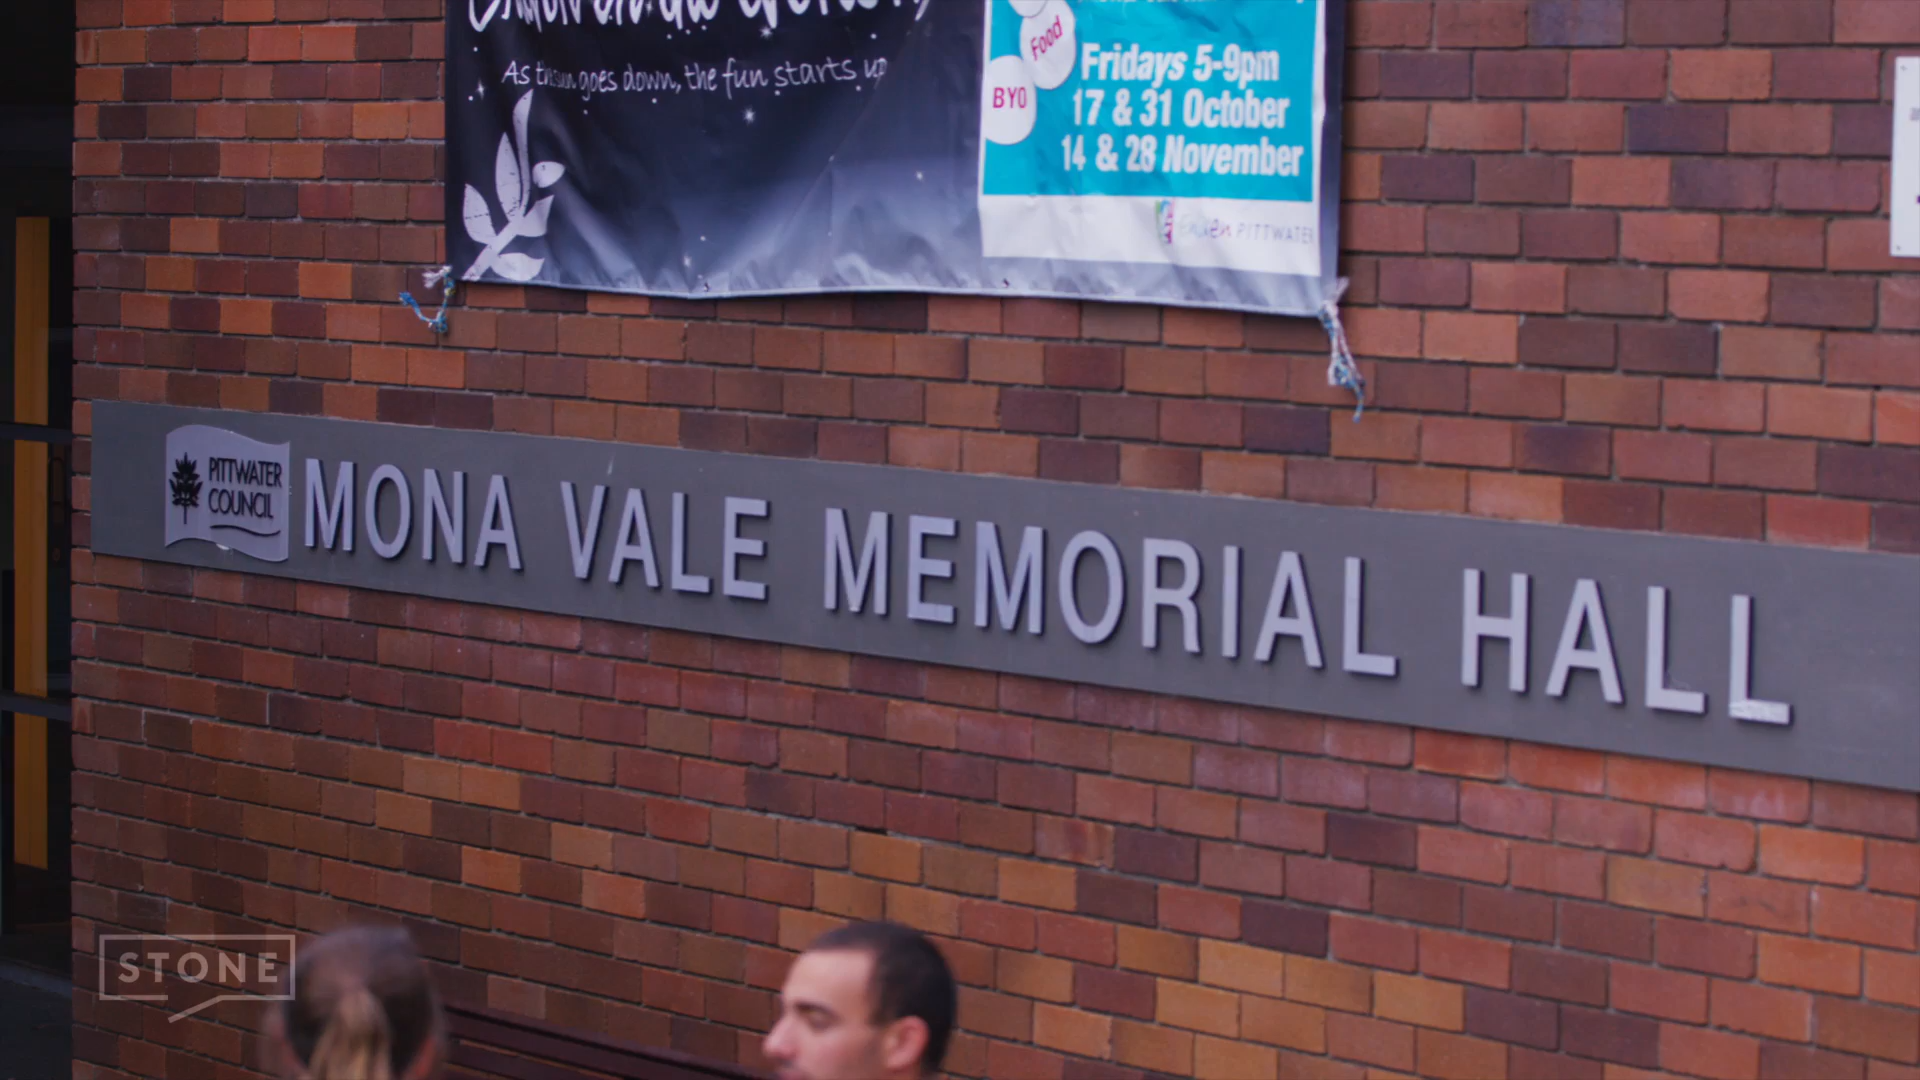 As the sun goes down, the fun starts up
Food
BYO
Fridays 5-9pm
17 & 31 October
14 & 28 November
PITTWATER
PITTWATER
COUNCIL
MONA VALE MEMORIAL HALL
STONE